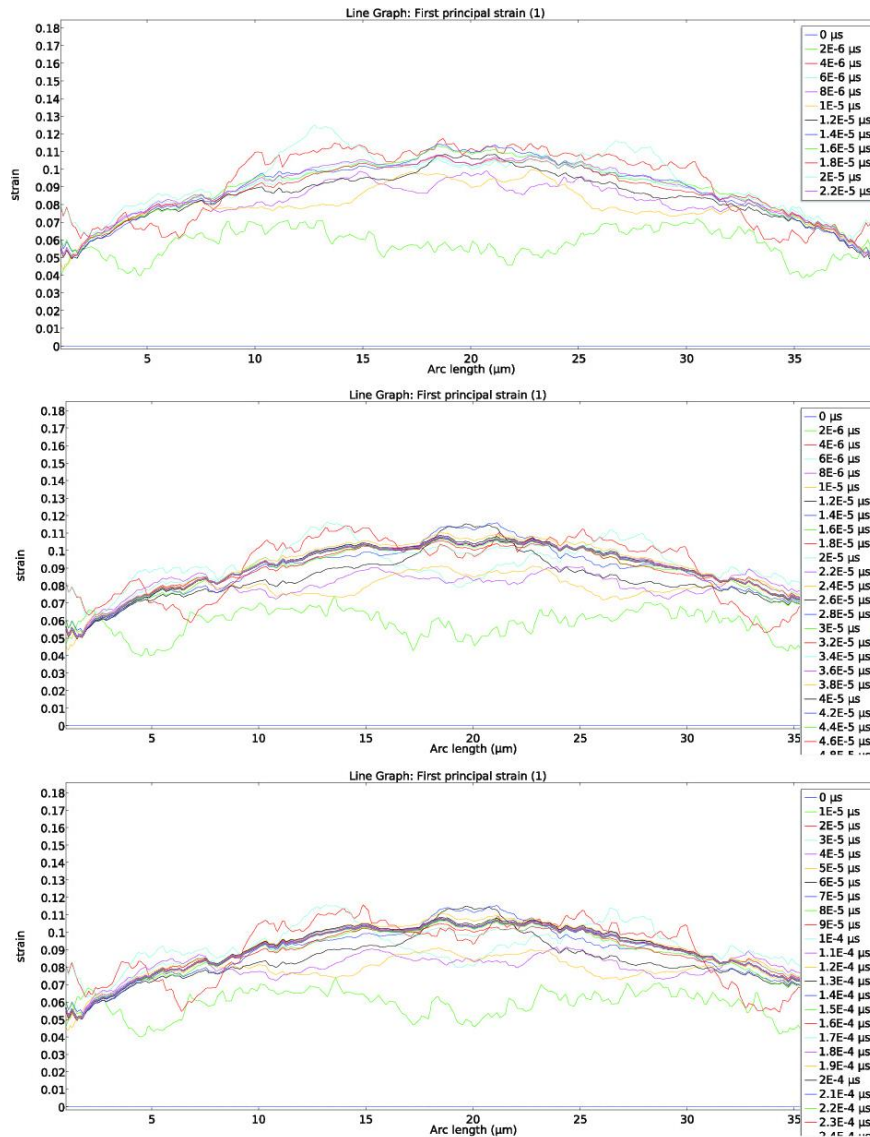 Line Graph: First principal strain (1)
0.18
0.17
0.16
0.15
0.14
0.13
0.12
0.11
0.1
0.09
0.08
0.07
0.06
0.05
0.04
0.03
0.02
0.01
0
strain
5
10
15
20
25
30
35
Arc length (μm)
0 μs
2E-6 μs
4E-6 μs
6E-6 μs
8E-6 μs
1E-5 μs
1.2E-5 μs
1.4E-5 μs
1.6E-5 μs
1.8E-5 μs
2E-5 μs
2.2E-5 μs
Line Graph: First principal strain (1)
0.18
0.17
0.16
0.15
0.14
0.13
0.12
0.11
0.1
0.09
0.08
0.07
0.06
0.05
0.04
0.03
0.02
0.01
0
strain
5
10
15
20
25
30
35
Arc length (μm)
0 μs
2E-6 μs
4E-6 μs
6E-6 μs
8E-6 μs
1E-5 μs
1.2E-5 μs
1.4E-5 μs
1.6E-5 μs
1.8E-5 μs
2E-5 μs
2.2E-5 μs
2.4E-5 μs
2.6E-5 μs
2.8E-5 μs
3E-5 μs
3.2E-5 μs
3.4E-5 μs
3.6E-5 μs
3.8E-5 μs
4E-5 μs
4.2E-5 μs
4.4E-5 μs
4.6E-5 μs
4.8E-5 μs
Line Graph: First principal strain (1)
0.18
0.17
0.16
0.15
0.14
0.13
0.12
0.11
0.1
0.09
0.08
0.07
0.06
0.05
0.04
0.03
0.02
0.01
0
strain
5
10
15
20
25
30
35
Arc length (μm)
0 μs
1E-5 μs
2E-5 μs
3E-5 μs
4E-5 μs
5E-5 μs
6E-5 μs
7E-5 μs
8E-5 μs
9E-5 μs
1E-4 μs
1.1E-4 μs
1.2E-4 μs
1.3E-4 μs
1.4E-4 μs
1.5E-4 μs
1.6E-4 μs
1.7E-4 μs
1.8E-4 μs
1.9E-4 μs
2E-4 μs
2.1E-4 μs
2.2E-4 μs
2.3E-4 μs
2.4E-4 μs